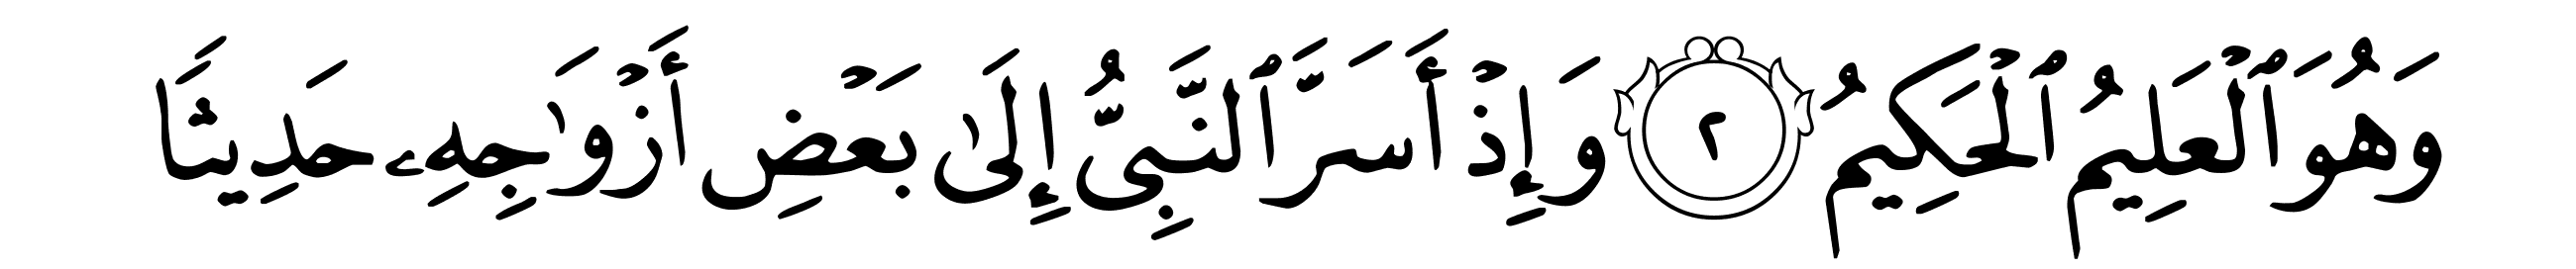 وَهُوَ ٱلْعَلِيمُ ٱلْحَكِيمُ ٢ وَإِذْ أَسَرَّ ٱلنَّبِىُّ إِلَىٰ بَعْضِ أَزْوَٰجِهِۦ حَدِيثًا